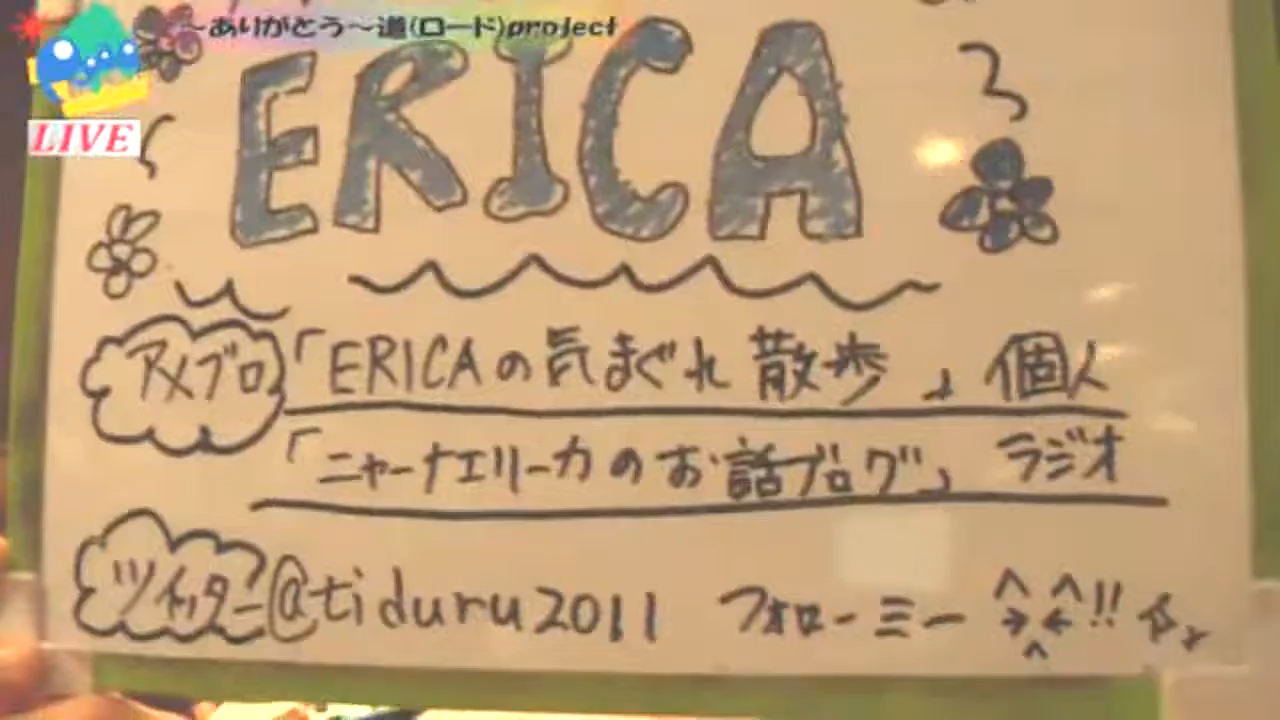 ～ありがとう～道(ロード)project
LIVE
ERICA
アメブロ「ERICAの気まぐれ散歩」個人
「ニャーナエリーカのお話ブログ」ラジオ
ツイッター@tiduru2011 フォローミー!!